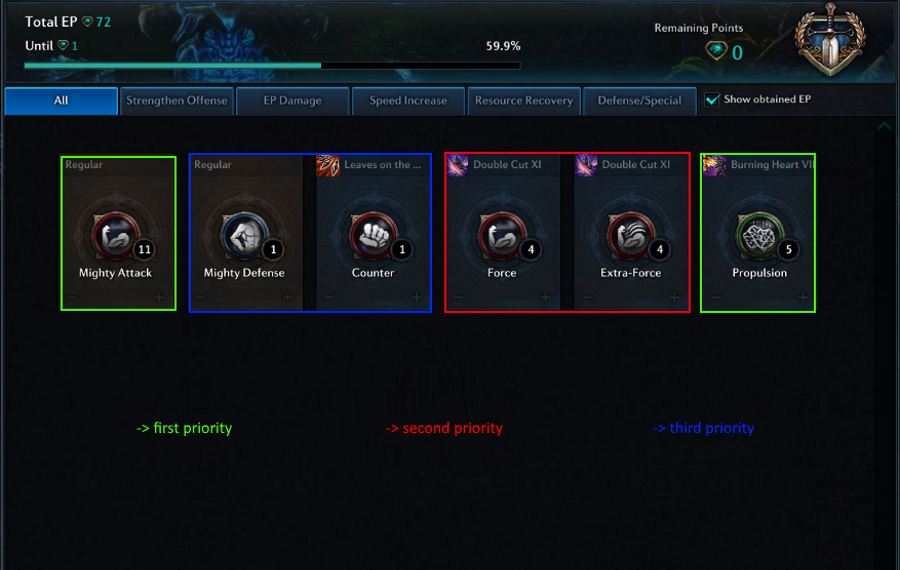 Total EP 72
Until 1
59.9%
Remaining Points
0
All
Strengthen Offense
EP Damage
Speed Increase
Resource Recovery
Defense/Special
Show obtained EP
Regular
Regular
Leaves on the ...
Double Cut XI
Double Cut XI
Burning Heart VII
11
1
1
4
4
5
Mighty Attack
Mighty Defense
Counter
Force
Extra-Force
Propulsion
-> first priority
-> second priority
-> third priority